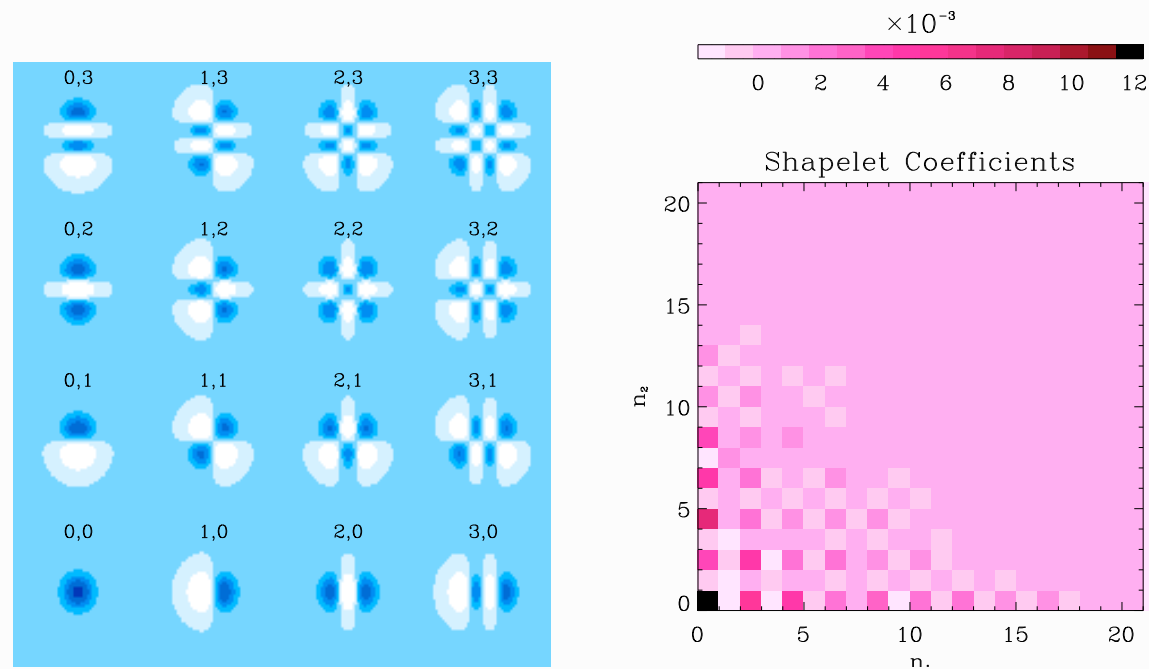 0,3 1,3 2,3 3,3
0,2 1,2 2,2 3,2
0,1 1,1 2,1 3,1
0,0 1,0 2,0 3,0
×10⁻³
0 2 4 6 8 10 12
Shapelet Coefficients
20
15
n₂
10
5
0
0 5 10 15 20